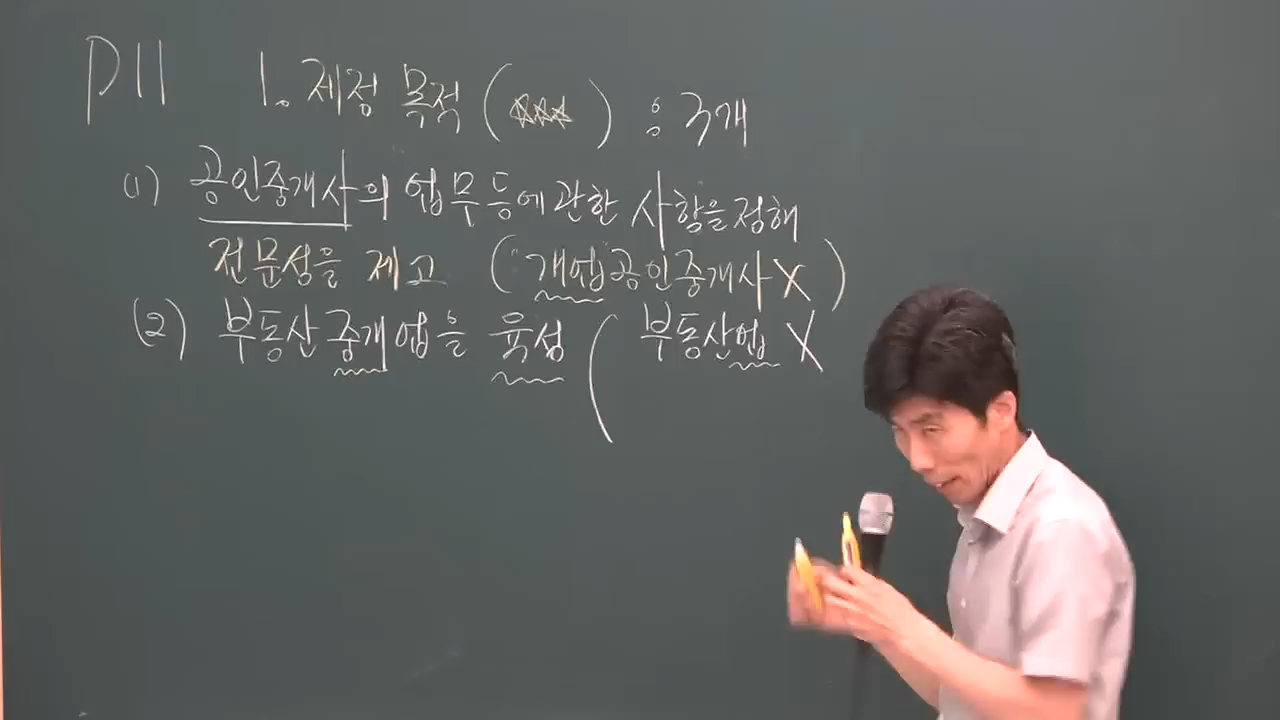 P11 1. 제정 목적 (☆☆☆) : 3개
(1) 공인중개사의 업무 등에 관한 사항을 정해
전문성을 제고 (개업공인중개사 X)
(2) 부동산 중개업을 육성 ( 부동산업 X